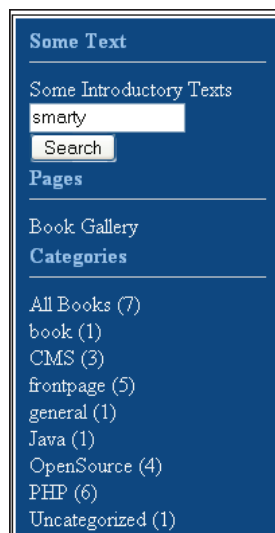 Some Text
Some Introductory Texts
smarty
Search
Pages
Book Gallery
Categories
All Books (7)
book (1)
CMS (3)
frontpage (5)
general (1)
Java (1)
OpenSource (4)
PHP (6)
Uncategorized (1)